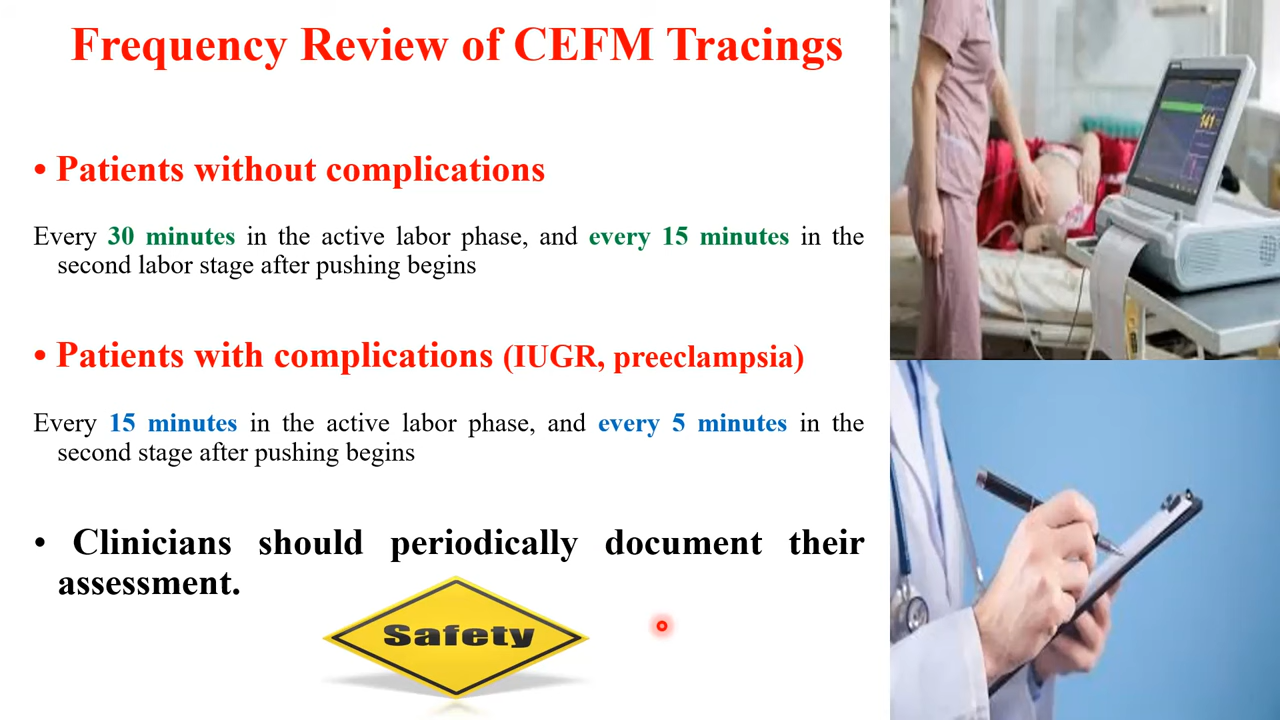 Frequency Review of CEFM Tracings
• Patients without complications
Every 30 minutes in the active labor phase, and every 15 minutes in the
second labor stage after pushing begins
• Patients with complications (IUGR, preeclampsia)
Every 15 minutes in the active labor phase, and every 5 minutes in the
second stage after pushing begins
• Clinicians should periodically document their
assessment.
Safety
141